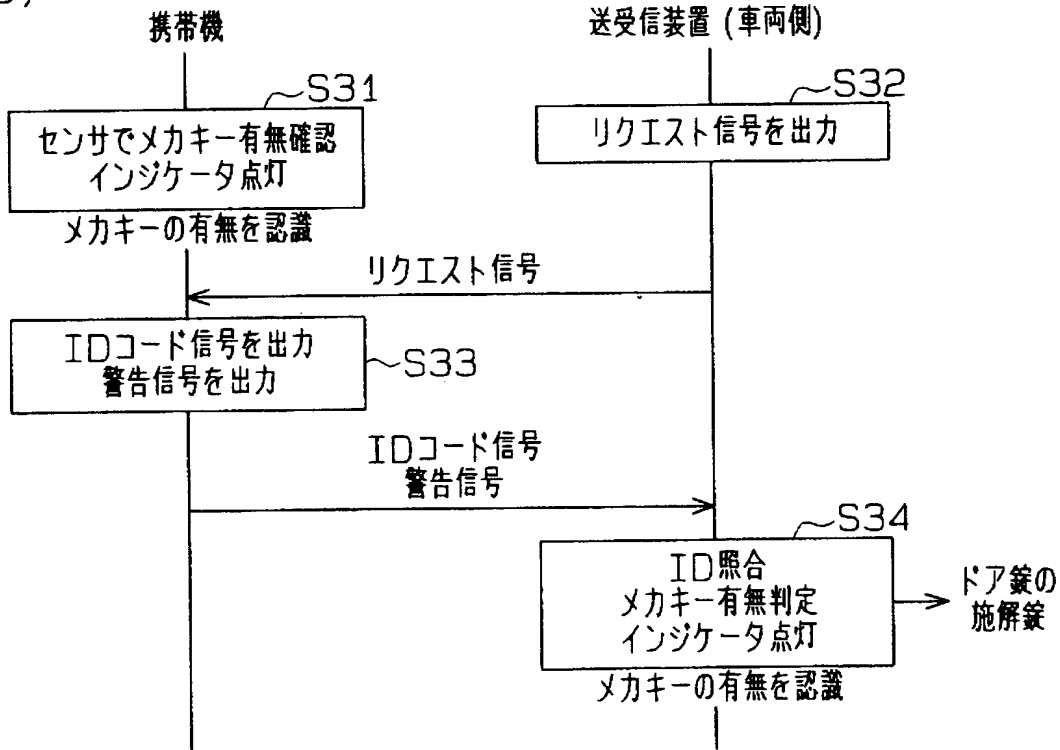 携帯機
送受信装置 (車両側)
S31
S32
センサでメカキー有無確認
インジケータ点灯
リクエスト信号を出力
メカキーの有無を認識
リクエスト信号
IDコード信号を出力
警告信号を出力
S33
IDコード信号
警告信号
S34
ID照合
メカキー有無判定
インジケータ点灯
ドア錠の
施解錠
メカキーの有無を認識